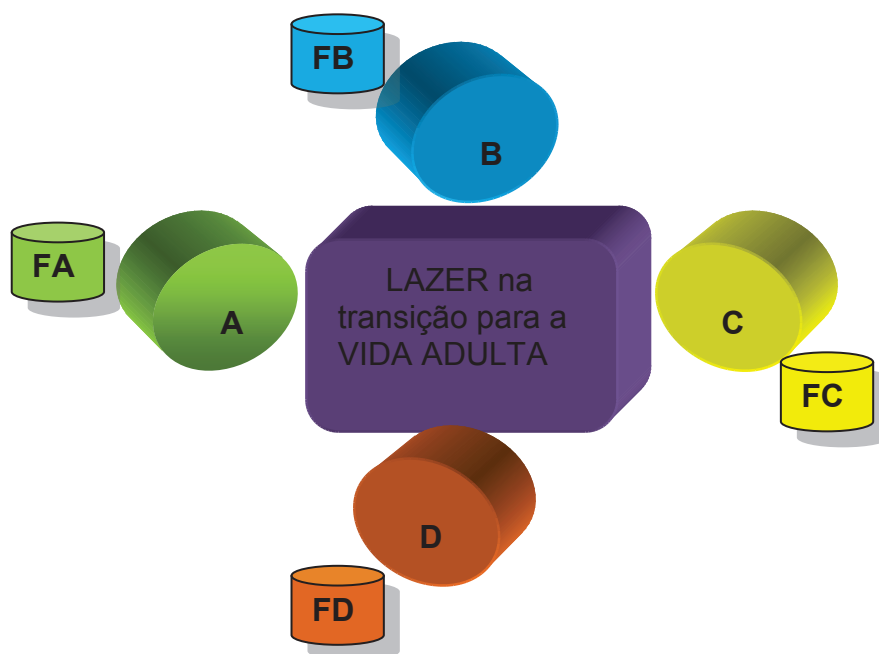 FB
B
FA
A
LAZER na
transição para a
VIDA ADULTA
C
FC
D
FD